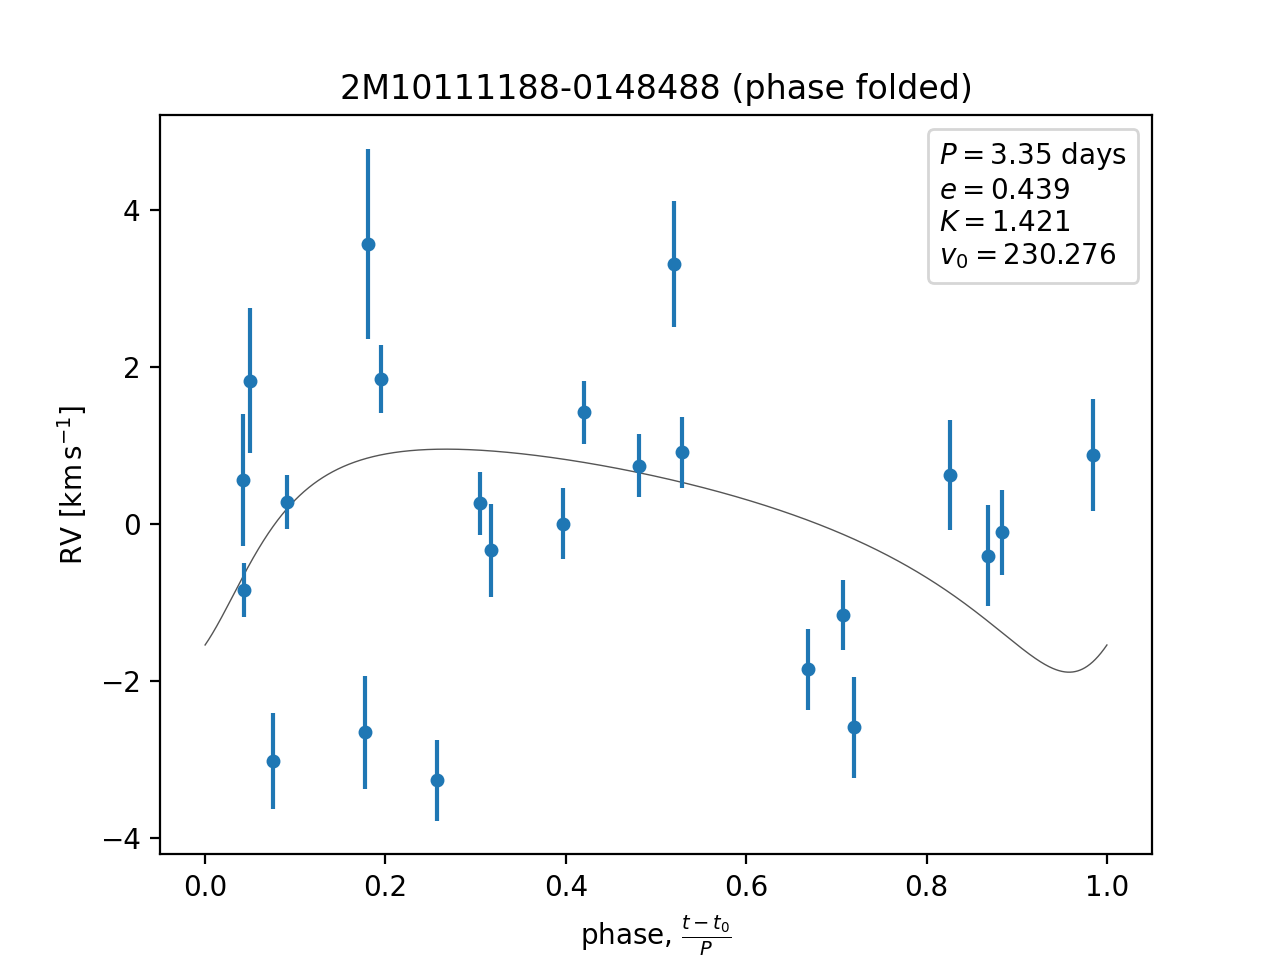 2M10111188-0148488 (phase folded)
P = 3.35 days
e = 0.439
K = 1.421
v₀ = 230.276
4
2
0
−2
−4
RV [km s⁻¹]
0.0 0.2 0.4 0.6 0.8 1.0
phase, (t − t₀)/P